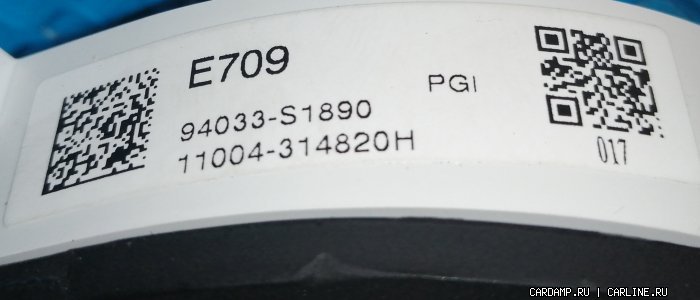 E709
PGI
94033-S1890
11004-314820H
017
CARDAMP.RU | CARLINE.RU